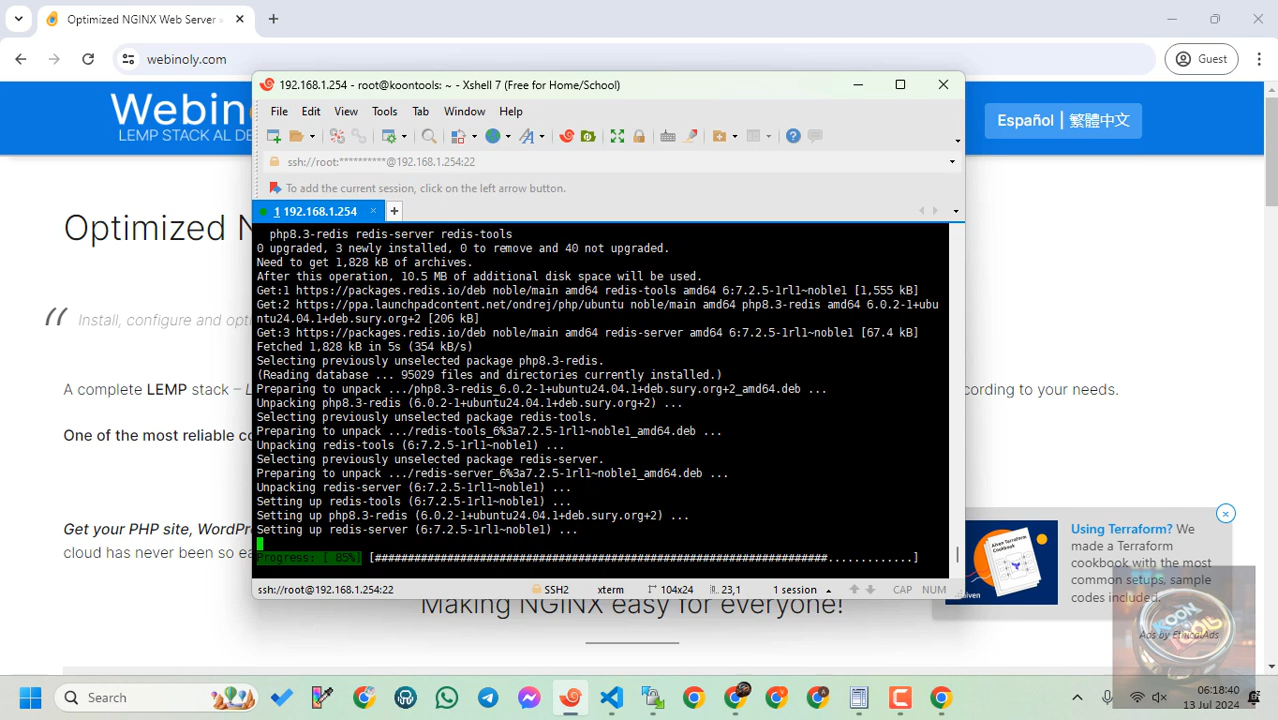 Optimized NGINX Web Server
webinoly.com
Guest
Webino
LEMP STACK AL DE
Español | 繁體中文
Optimized N
Install, configure and opti
A complete LEMP stack –
ccording to your needs.
One of the most reliable co
Get your PHP site, WordPre
cloud has never been so ea
Making NGINX easy for everyone!
192.168.1.254 - root@koontools: ~ - Xshell 7 (Free for Home/School)
File Edit View Tools Tab Window Help
ssh://root:**********@192.168.1.254:22
To add the current session, click on the left arrow button.
1 192.168.1.254
php8.3-redis redis-server redis-tools
0 upgraded, 3 newly installed, 0 to remove and 40 not upgraded.
Need to get 1,828 kB of archives.
After this operation, 10.5 MB of additional disk space will be used.
Get:1 https://packages.redis.io/deb noble/main amd64 redis-tools amd64 6:7.2.5-1rl1~noble1 [1,555 kB]
Get:2 https://ppa.launchpadcontent.net/ondrej/php/ubuntu noble/main amd64 php8.3-redis amd64 6.0.2-1+ubu
ntu24.04.1+deb.sury.org+2 [206 kB]
Get:3 https://packages.redis.io/deb noble/main amd64 redis-server amd64 6:7.2.5-1rl1~noble1 [67.4 kB]
Fetched 1,828 kB in 5s (354 kB/s)
Selecting previously unselected package php8.3-redis.
(Reading database ... 95029 files and directories currently installed.)
Preparing to unpack .../php8.3-redis_6.0.2-1+ubuntu24.04.1+deb.sury.org+2_amd64.deb ...
Unpacking php8.3-redis (6.0.2-1+ubuntu24.04.1+deb.sury.org+2) ...
Selecting previously unselected package redis-tools.
Preparing to unpack .../redis-tools_6%3a7.2.5-1rl1~noble1_amd64.deb ...
Unpacking redis-tools (6:7.2.5-1rl1~noble1) ...
Selecting previously unselected package redis-server.
Preparing to unpack .../redis-server_6%3a7.2.5-1rl1~noble1_amd64.deb ...
Unpacking redis-server (6:7.2.5-1rl1~noble1) ...
Setting up redis-tools (6:7.2.5-1rl1~noble1) ...
Setting up php8.3-redis (6.0.2-1+ubuntu24.04.1+deb.sury.org+2) ...
Setting up redis-server (6:7.2.5-1rl1~noble1) ...
Progress: [ 85%] [###############################################################.............]
ssh://root@192.168.1.254:22 SSH2 xterm 104x24 23,1 1 session CAP NUM
Using Terraform? We
made a Terraform
cookbook with the most
common setups, sample
codes included.
Ads by EthicalAds
Search
06:18:40
13 Jul 2024